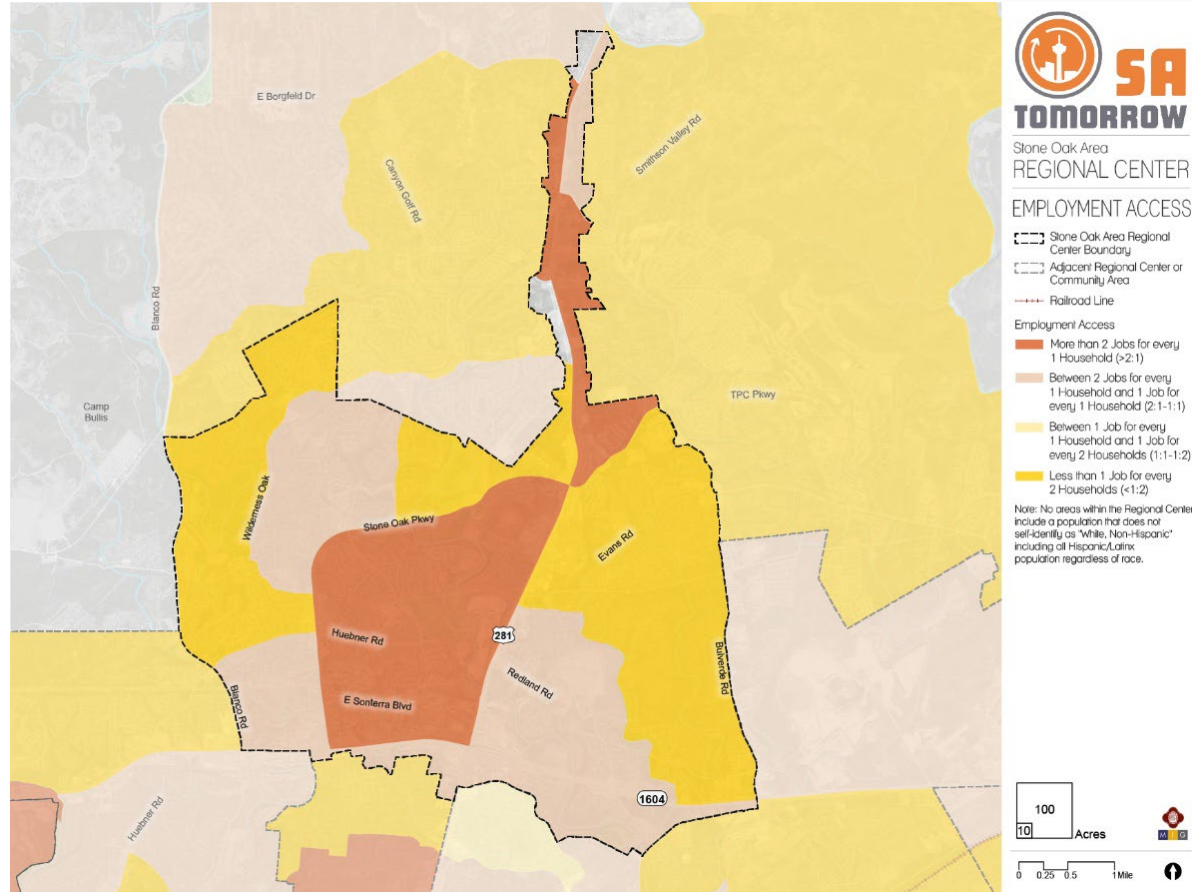 E Borgfeld Dr
Canyon Golf Rd
Smithson Valley Rd
Blanco Rd
Camp
Bullis
TPC Pkwy
Wilderness Oak
Stone Oak Pkwy
Evans Rd
Huebner Rd
281
Redland Rd
Bulverde Rd
E Sonterra Blvd
Blanco Rd
1604
Huebner Rd
SA
TOMORROW
Stone Oak Area
REGIONAL CENTER
EMPLOYMENT ACCESS
Stone Oak Area Regional
Center Boundary
Adjacent Regional Center or
Community Area
Railroad Line
Employment Access
More than 2 Jobs for every
1 Household (>2:1)
Between 2 Jobs for every
1 Household and 1 Job for
every 1 Household (2:1-1:1)
Between 1 Job for every
1 Household and 1 Job for
every 2 Households (1:1-1:2)
Less than 1 Job for every
2 Households (<1:2)
Note: No areas within the Regional Center
include a population that does not
self-identify as "White, Non-Hispanic"
including all Hispanic/Latinx
population regardless of race.
100
10
Acres
M I G
0 0.25 0.5 1 Mile